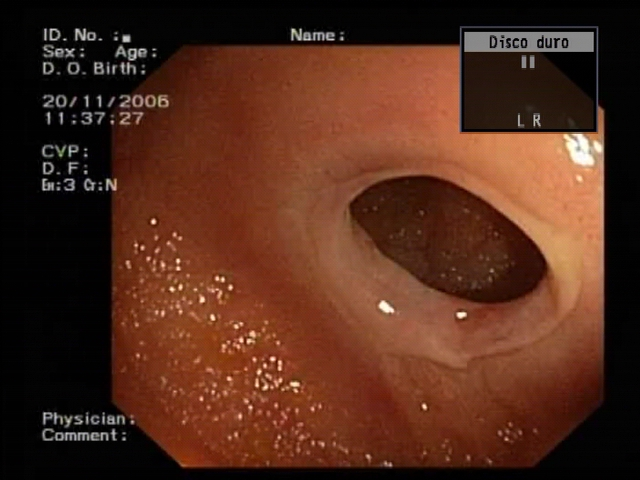 ID. No. :
Name:
Sex: Age:
D. O. Birth:
20/11/2006
11:37:27
CVP:
D. F:
Em:3 Cr:N
Disco duro
L R
Physician:
Comment: